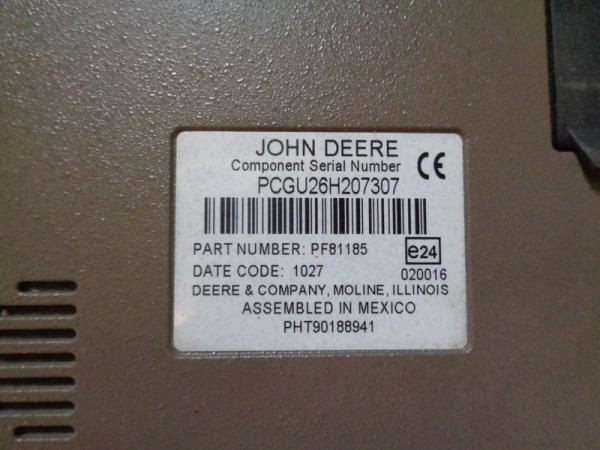 JOHN DEERE
Component Serial Number
CE
PCGU26H207307
PART NUMBER: PF81185
e24
DATE CODE: 1027
020016
DEERE & COMPANY, MOLINE, ILLINOIS
ASSEMBLED IN MEXICO
PHT90188941